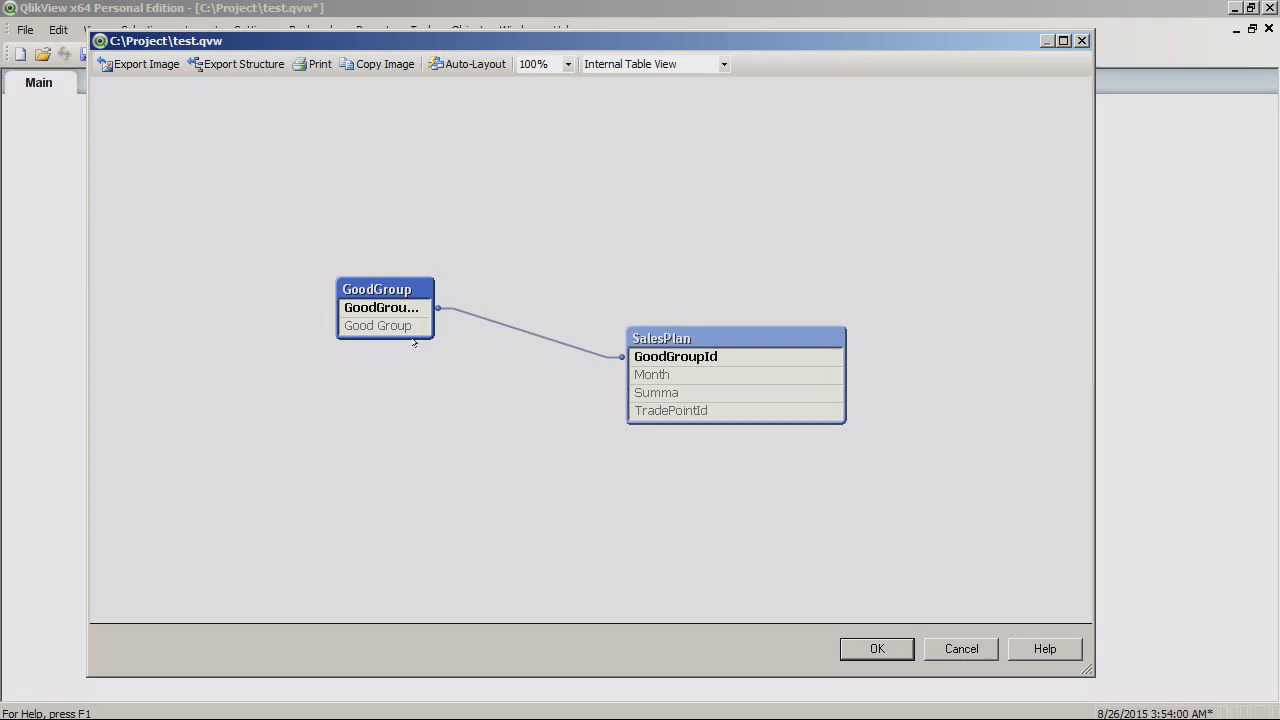 QlikView x64 Personal Edition - [C:\Project\test.qvw*]
File Edit
C:\Project\test.qvw
Export Image Export Structure Print Copy Image Auto-Layout 100% Internal Table View
Main
GoodGroup
GoodGrou...
Good Group
SalesPlan
GoodGroupId
Month
Summa
TradePointId
OK Cancel Help
For Help, press F1 8/26/2015 3:54:00 AM*